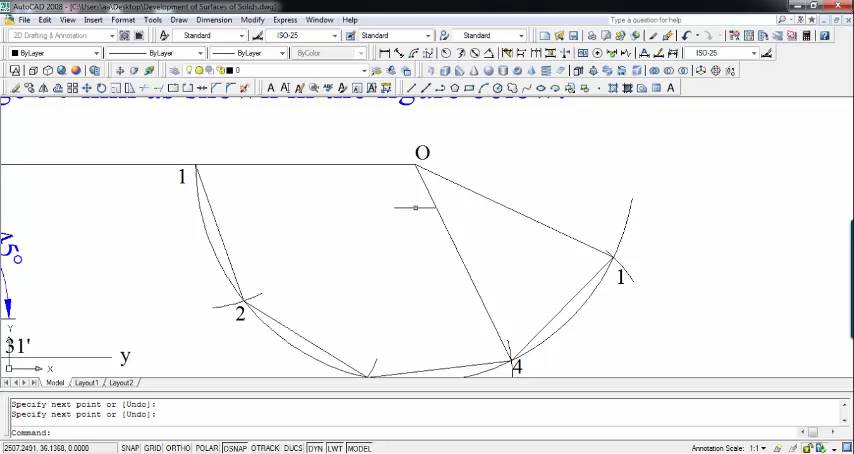 AutoCAD 2008 - [C:\Users\aa\Desktop\Development of Surfaces of Solids.dwg]
File Edit View Insert Format Tools Draw Dimension Modify Express Window Help
Type a question for help
2D Drafting & Annotation
Standard
ISO-25
Standard
Standard
ByLayer
ByLayer
ByLayer
ByColor
ISO-25
0
O
1
2
4
1
45°
31'
y
Y
X
Model Layout1 Layout2
Specify next point or [Undo]:
Specify next point or [Undo]:
Command:
2507.2491, 36.1368, 0.0000
SNAP GRID ORTHO POLAR OSNAP OTRACK DUCS DYN LWT MODEL
Annotation Scale: 1:1